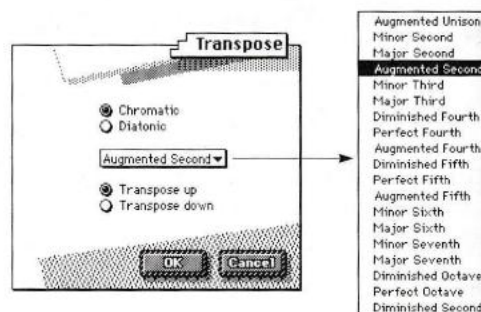 Transpose
Chromatic
Diatonic
Augmented Second
Transpose up
Transpose down
OK
Cancel
Augmented Unison
Minor Second
Major Second
Augmented Second
Minor Third
Major Third
Diminished Fourth
Perfect Fourth
Augmented Fourth
Diminished Fifth
Perfect Fifth
Augmented Fifth
Minor Sixth
Major Sixth
Minor Seventh
Major Seventh
Diminished Octave
Perfect Octave
Diminished Second